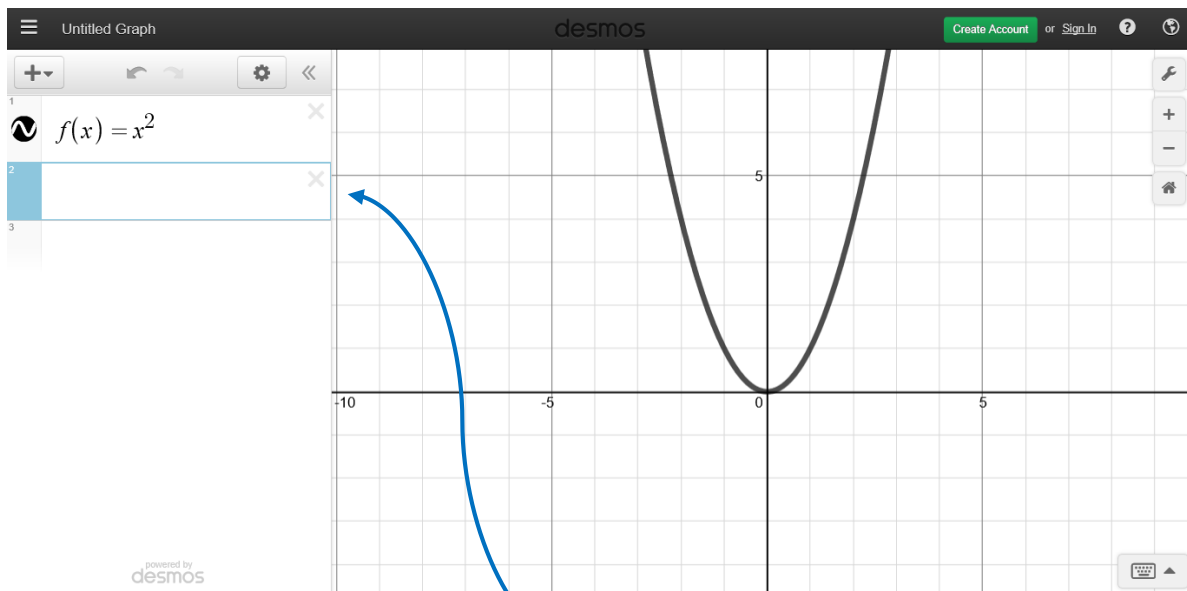 Untitled Graph
desmos
Create Account or Sign In
?
1
f(x) = x²
2
3
5
-10
-5
0
5
powered by
desmos